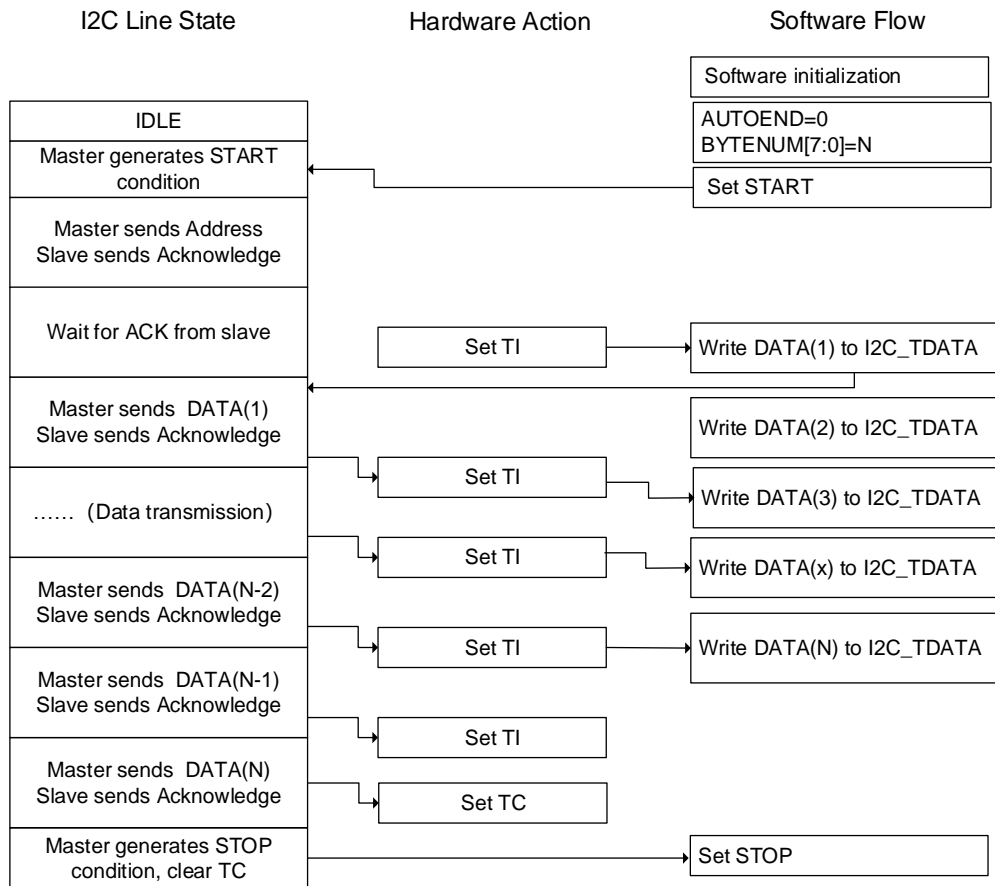 I2C Line State
Hardware Action
Software Flow
Software initialization
IDLE
AUTOEND=0
BYTENUM[7:0]=N
Master generates START
condition
Set START
Master sends Address
Slave sends Acknowledge
Wait for ACK from slave
Set TI
Write DATA(1) to I2C_TDATA
Master sends  DATA(1)
Slave sends Acknowledge
Write DATA(2) to I2C_TDATA
Set TI
Write DATA(3) to I2C_TDATA
...... (Data transmission)
Set TI
Write DATA(x) to I2C_TDATA
Master sends  DATA(N-2)
Slave sends Acknowledge
Set TI
Write DATA(N) to I2C_TDATA
Master sends  DATA(N-1)
Slave sends Acknowledge
Set TI
Master sends  DATA(N)
Slave sends Acknowledge
Set TC
Master generates STOP
condition, clear TC
Set STOP